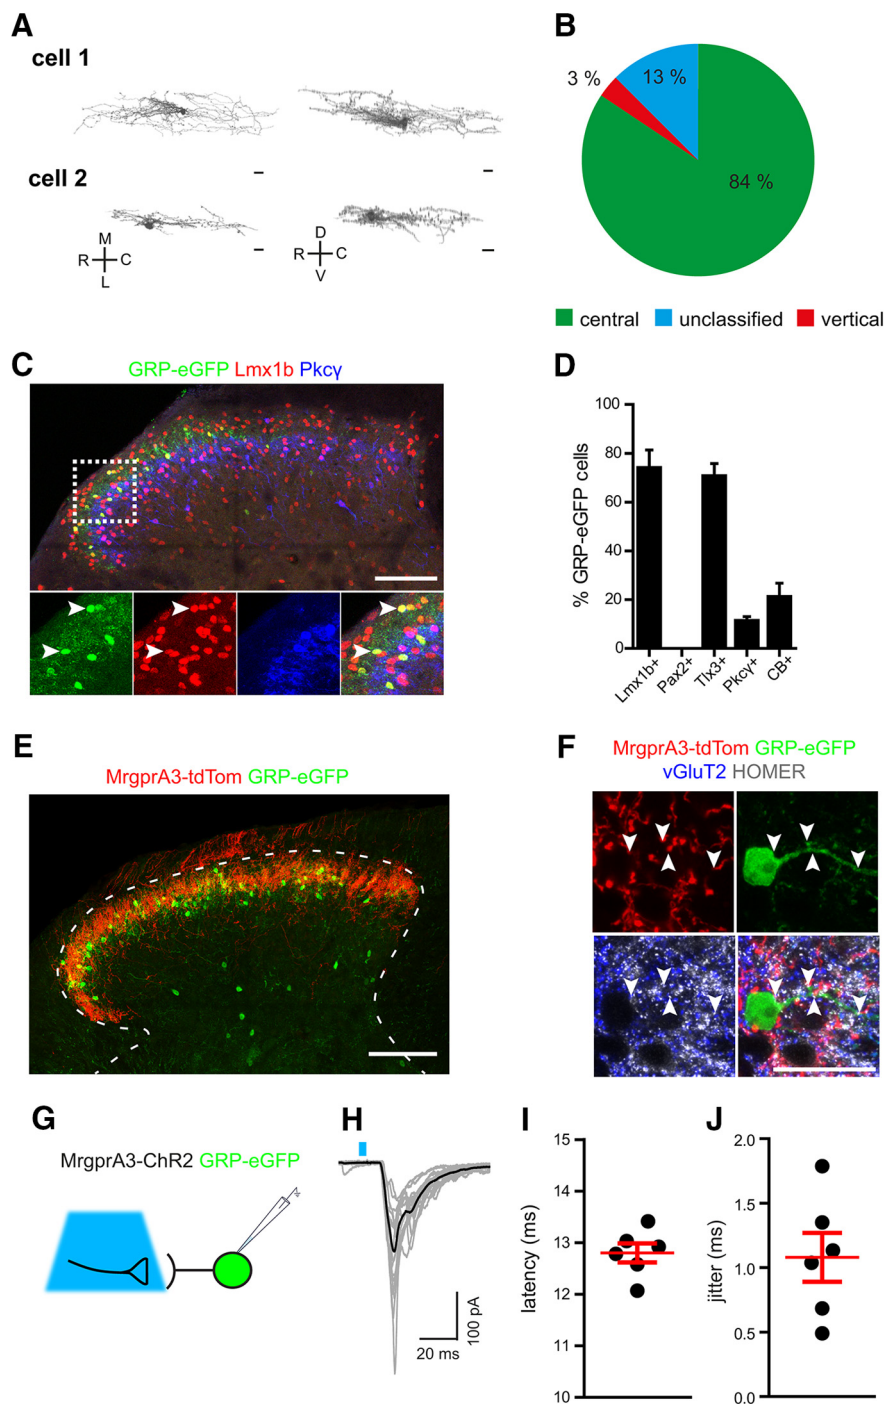 A
cell 1
cell 2
M
R C
L
D
R C
V
B
3 %
13 %
84 %
central unclassified vertical
C
GRP-eGFP Lmx1b Pkcγ
D
% GRP-eGFP cells
100
80
60
40
20
0
Lmx1b+
Pax2+
Tlx3+
Pkcγ+
CB+
E
MrgprA3-tdTom GRP-eGFP
F
MrgprA3-tdTom GRP-eGFP
vGluT2 HOMER
G
MrgprA3-ChR2 GRP-eGFP
H
100 pA
20 ms
I
latency (ms)
15
14
13
12
11
10
J
jitter (ms)
2.0
1.5
1.0
0.5
0.0